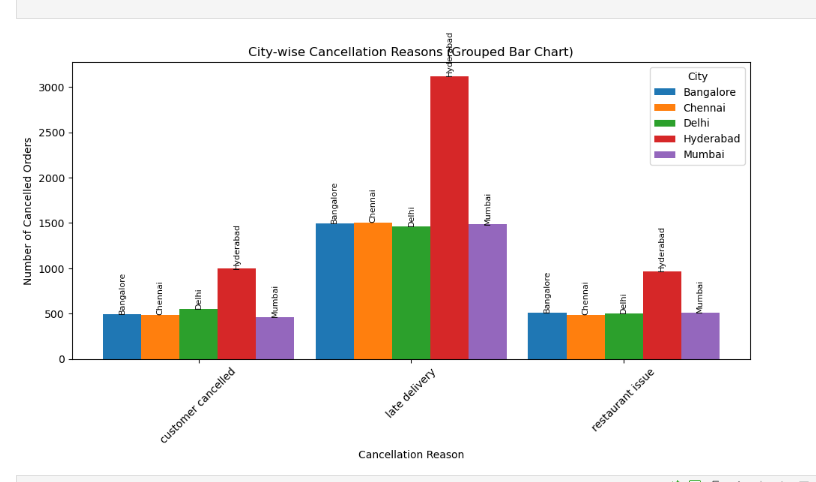 City-wise Cancellation Reasons (Grouped Bar Chart)
Number of Cancelled Orders
3000
2500
2000
1500
1000
500
0
City
Bangalore
Chennai
Delhi
Hyderabad
Mumbai
Bangalore
Chennai
Delhi
Hyderabad
Mumbai
Bangalore
Chennai
Delhi
Hyderabad
Mumbai
Bangalore
Chennai
Delhi
Hyderabad
Mumbai
customer cancelled
late delivery
restaurant issue
Cancellation Reason